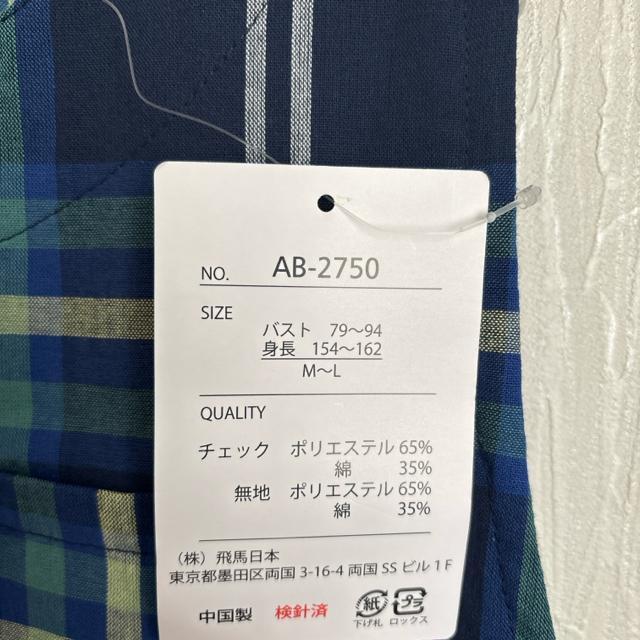 NO. AB-2750
SIZE
バスト 79～94
身長 154～162
M～L
QUALITY
チェック ポリエステル 65%
綿 35%
無地 ポリエステル 65%
綿 35%
（株）飛馬日本
東京都墨田区両国 3-16-4 両国 SS ビル 1F
中国製 検針済 紙 プラ
下げ札 ロックス